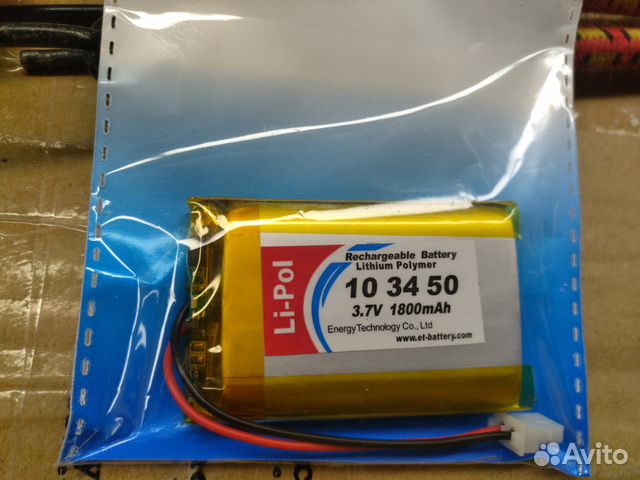 Li-Pol
Rechargeable Battery
Lithium Polymer
10 34 50
3.7V 1800mAh
EnergyTechnology Co., Ltd
www.et-battery.com
Avito